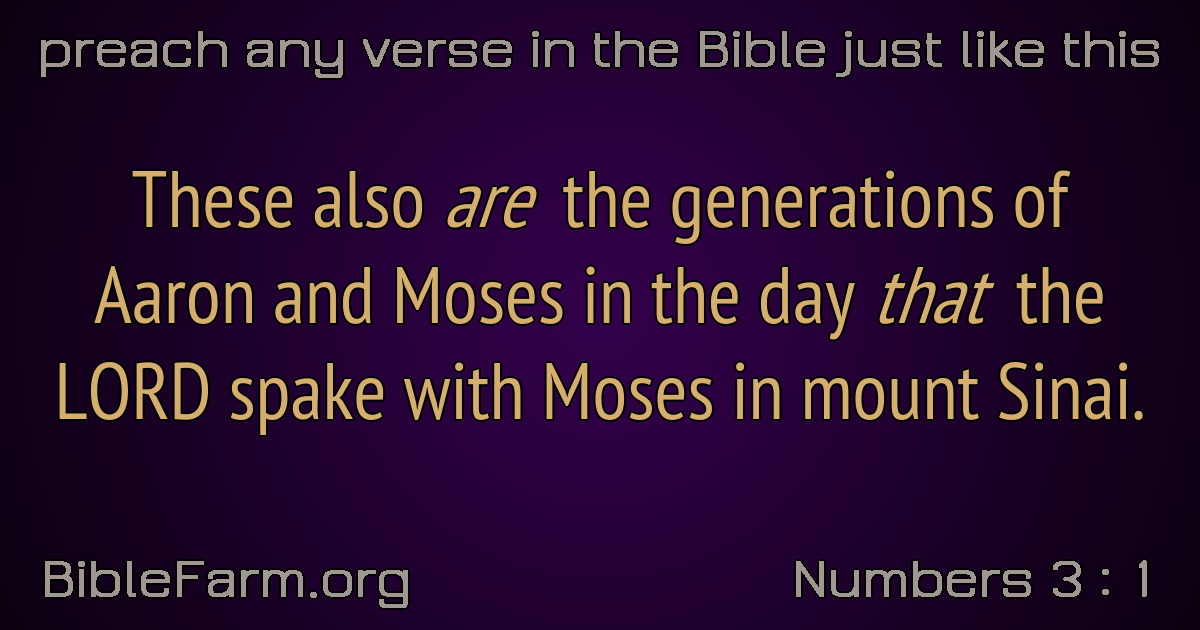 preach any verse in the Bible just like this
These also are the generations of
Aaron and Moses in the day that the
LORD spake with Moses in mount Sinai.
BibleFarm.org
Numbers 3 : 1